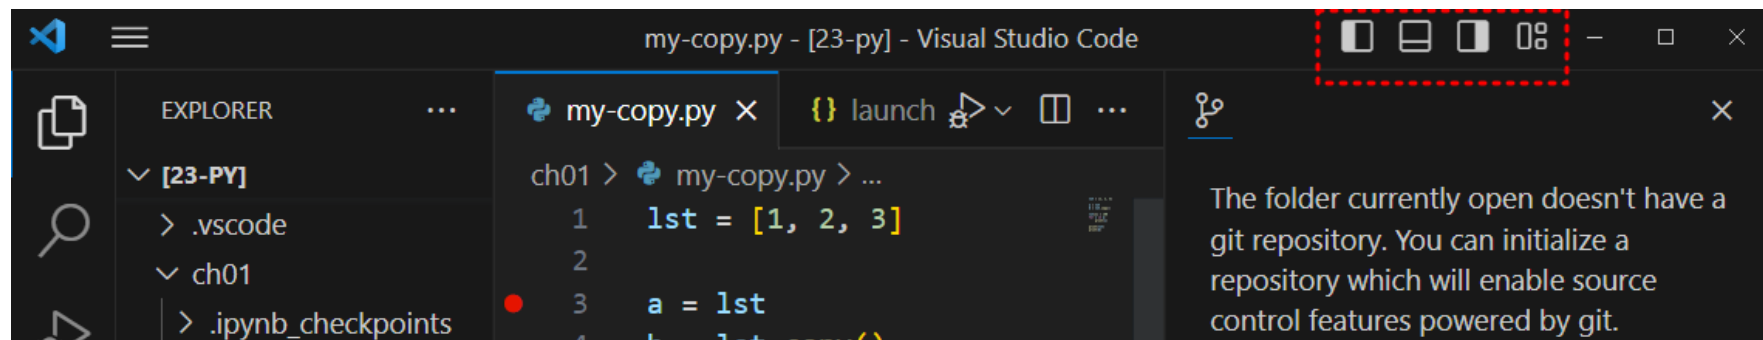 my-copy.py - [23-py] - Visual Studio Code
EXPLORER ...
my-copy.py
{} launch
...
[23-PY]
.vscode
ch01
.ipynb_checkpoints
ch01 > my-copy.py > ...
1 lst = [1, 2, 3]
2
3 a = lst
The folder currently open doesn't have a
git repository. You can initialize a
repository which will enable source
control features powered by git.